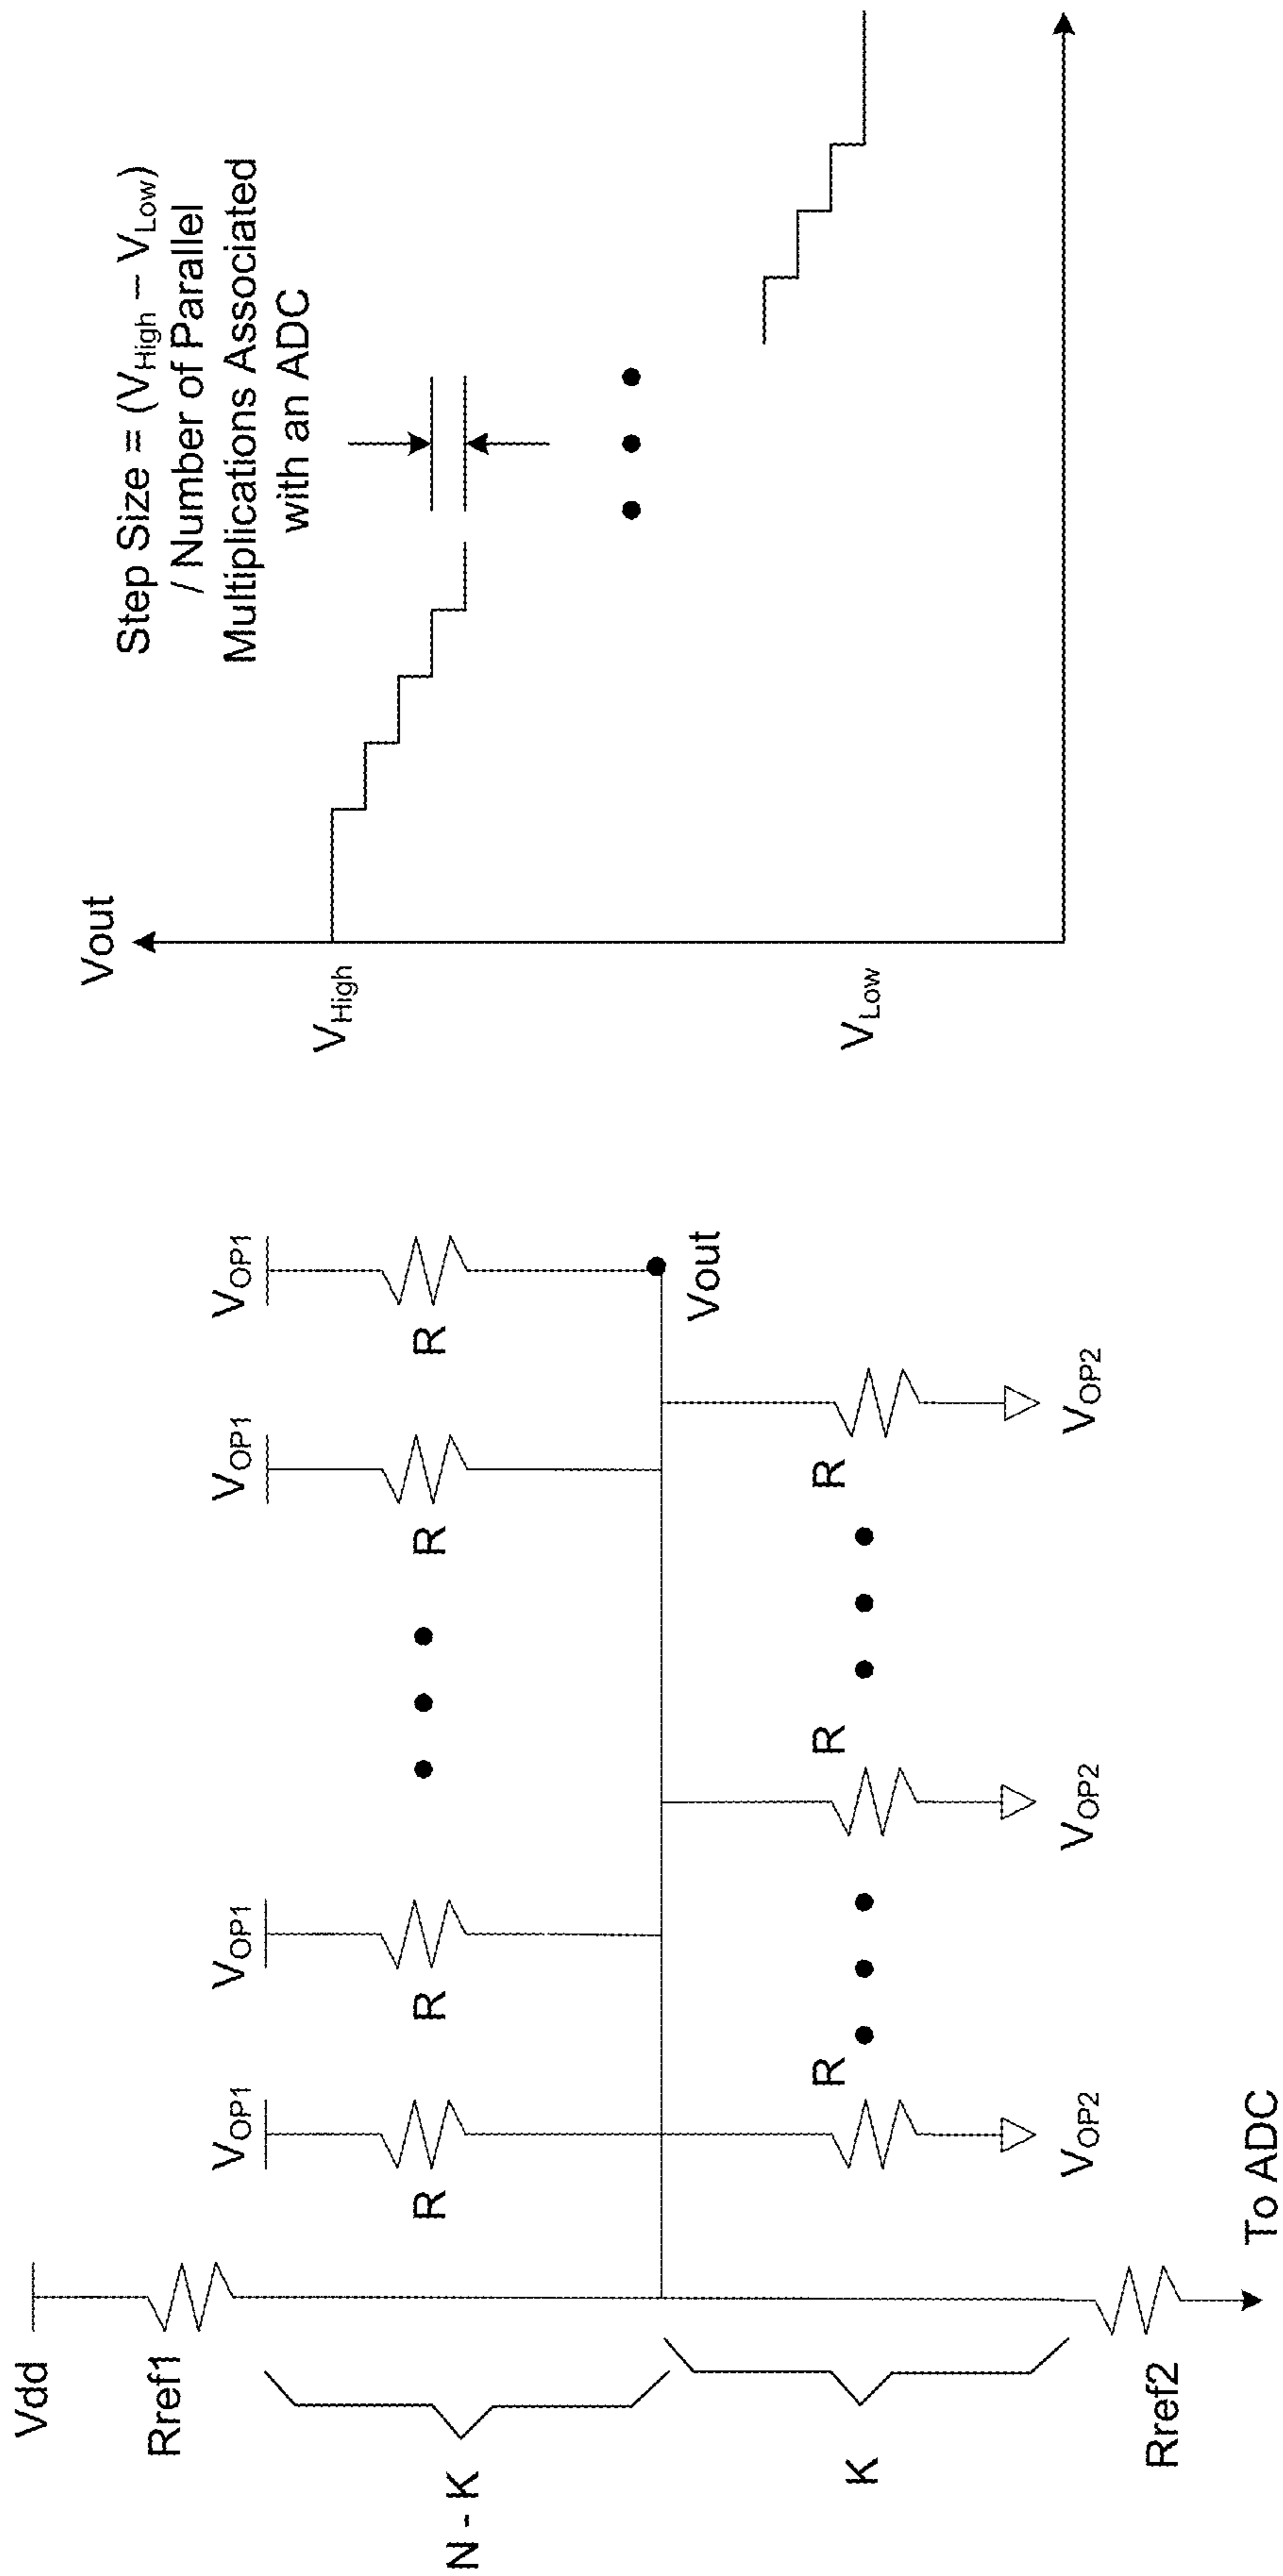 Vdd
Rref1
N - K
K
Rref2
To ADC
V_OP1
V_OP1
V_OP1
V_OP1
R
R
R
R
Vout
R
R
R
V_OP2
V_OP2
V_OP2
Vout
V_High
V_Low
Step Size = (V_High – V_Low)
/ Number of Parallel
Multiplications Associated
with an ADC